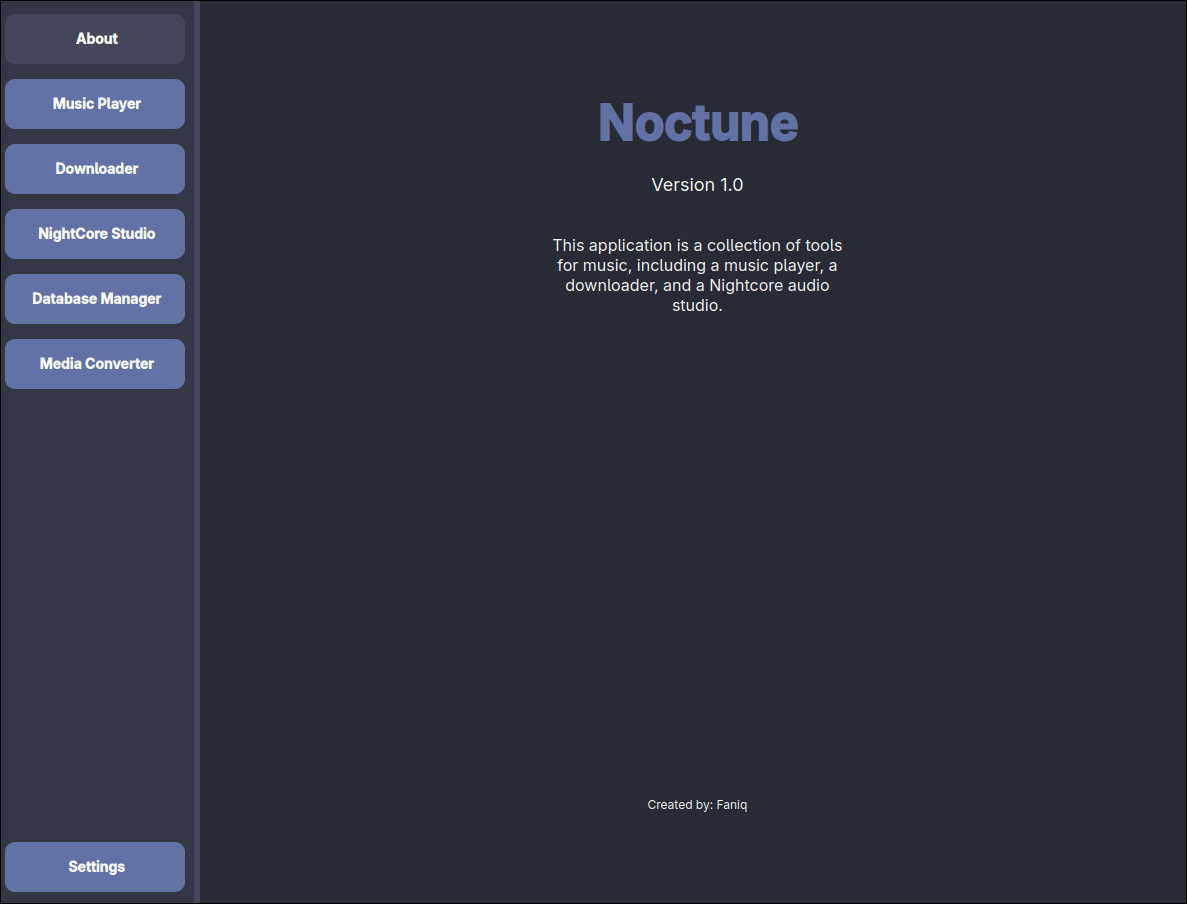 About
Music Player
Downloader
NightCore Studio
Database Manager
Media Converter
Settings
Noctune
Version 1.0
This application is a collection of tools
for music, including a music player, a
downloader, and a Nightcore audio
studio.
Created by: Faniq